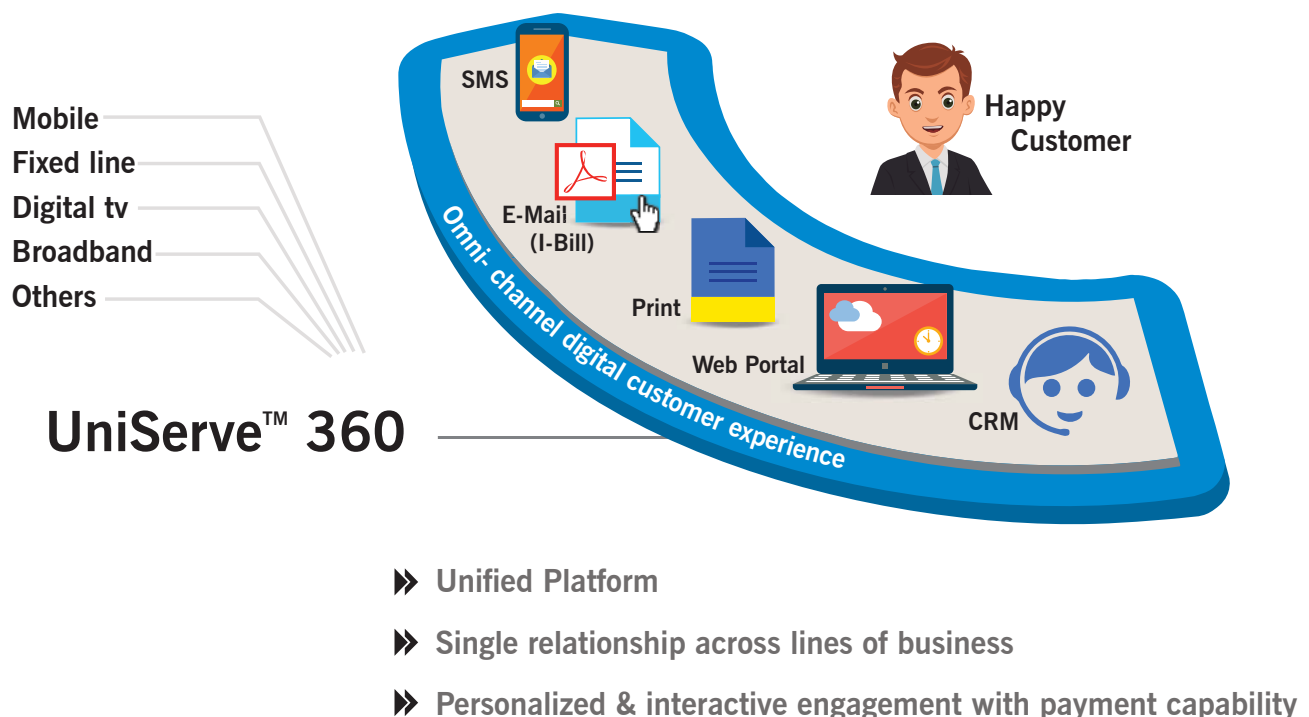 Mobile
Fixed line
Digital tv
Broadband
Others
UniServe™ 360
SMS
E-Mail
(I-Bill)
Print
Web Portal
CRM
Omni- channel digital customer experience
Happy
Customer
Unified Platform
Single relationship across lines of business
Personalized & interactive engagement with payment capability